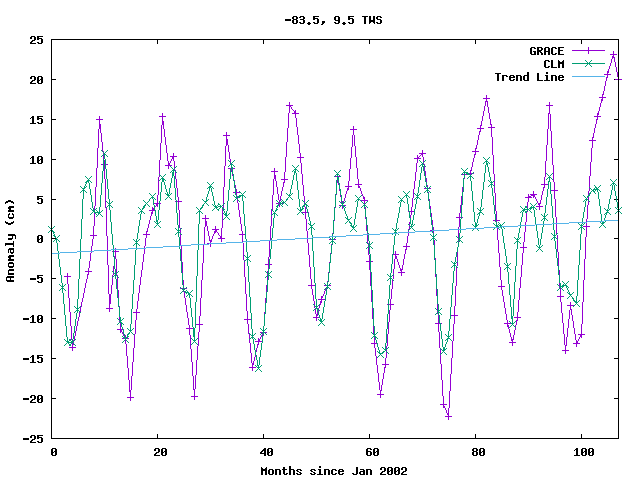 -83.5, 9.5 TWS
GRACE
CLM
Trend Line
25
20
15
10
5
0
-5
-10
-15
-20
-25
Anomaly (cm)
0 20 40 60 80 100
Months since Jan 2002